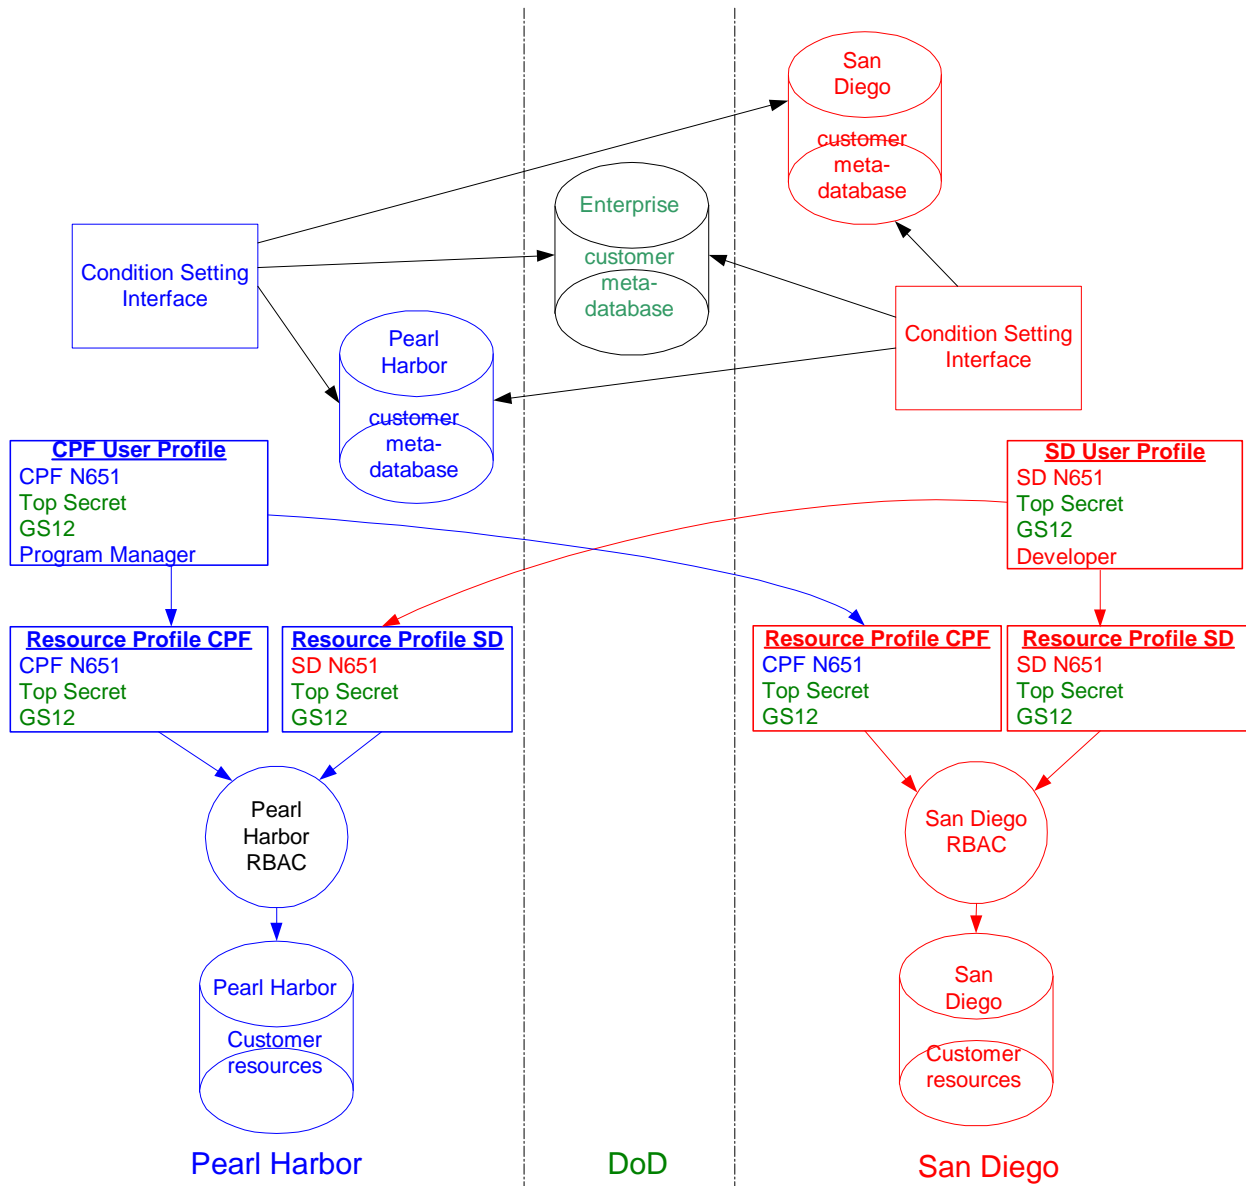 San
Diego
customer
meta-
database
Enterprise
customer
meta-
database
Condition Setting
Interface
Condition Setting
Interface
Pearl
Harbor
customer
meta-
database
CPF User Profile
CPF N651
Top Secret
GS12
Program Manager
SD User Profile
SD N651
Top Secret
GS12
Developer
Resource Profile CPF
CPF N651
Top Secret
GS12
Resource Profile SD
SD N651
Top Secret
GS12
Resource Profile CPF
CPF N651
Top Secret
GS12
Resource Profile SD
SD N651
Top Secret
GS12
Pearl
Harbor
RBAC
San Diego
RBAC
Pearl Harbor
Customer
resources
San
Diego
Customer
resources
Pearl Harbor
DoD
San Diego